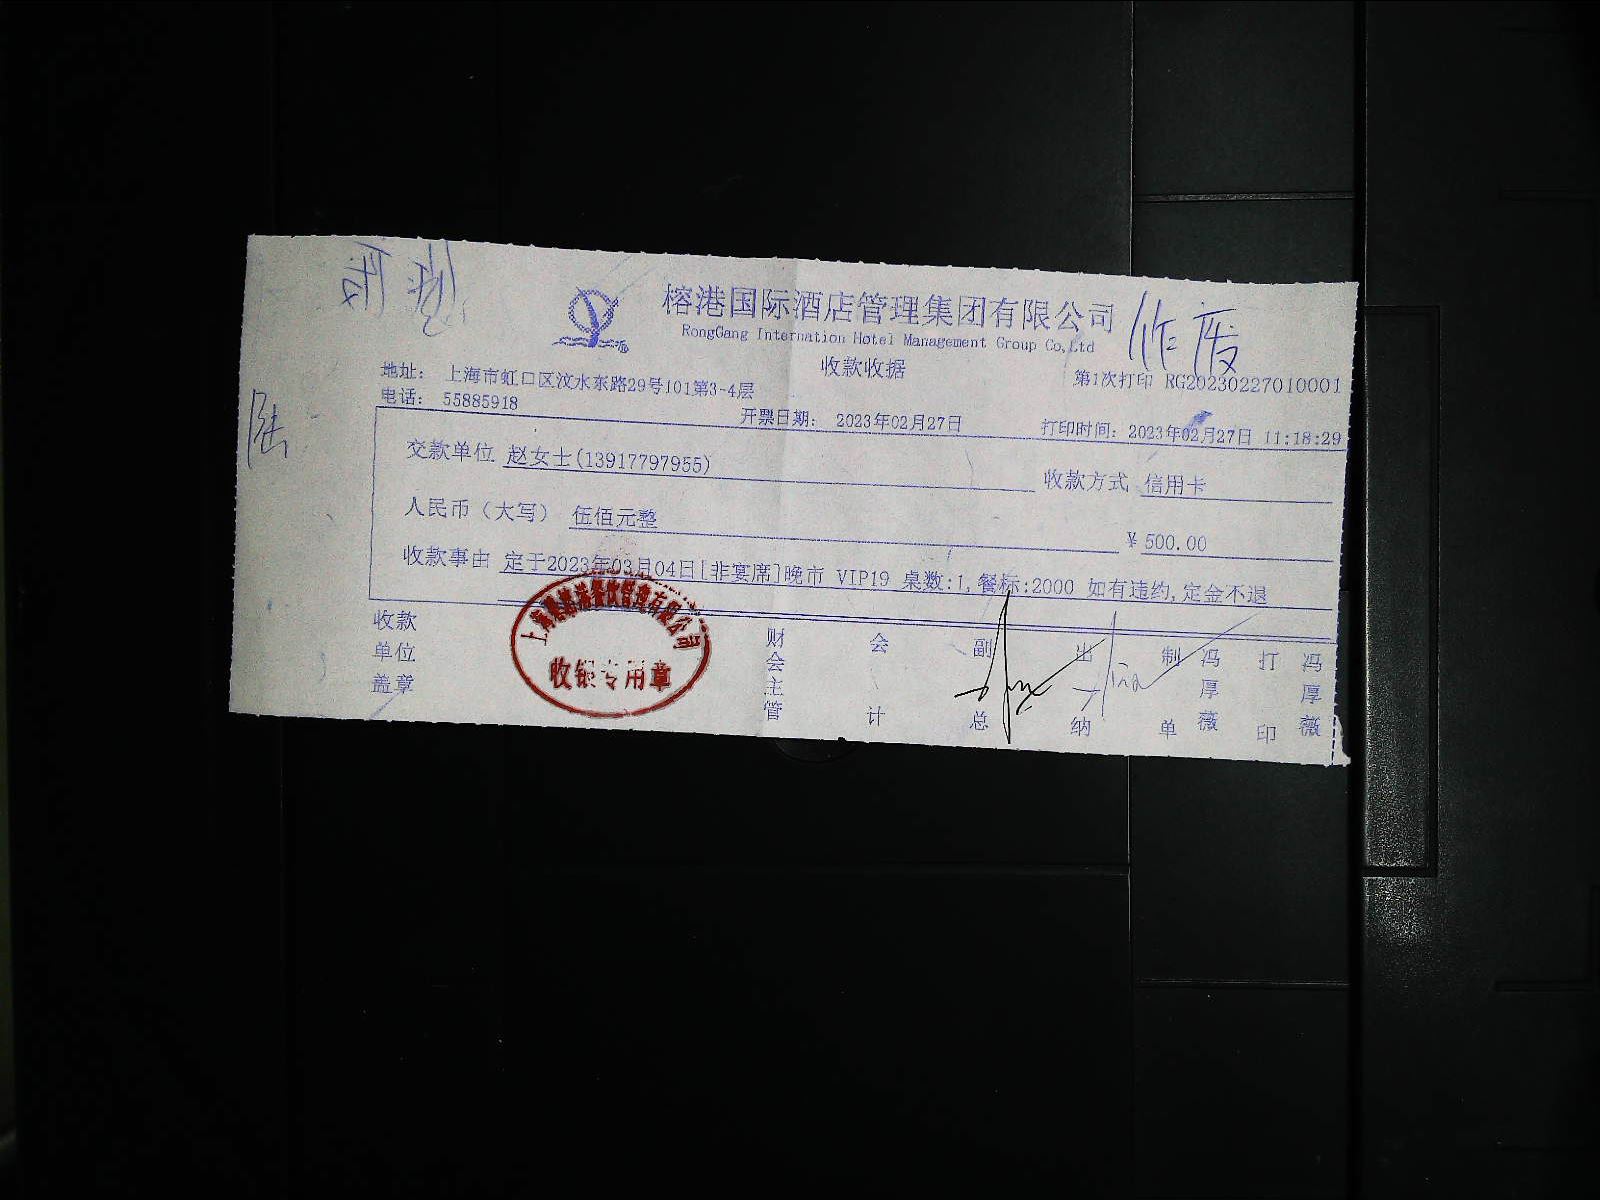 榕港国际酒店管理集团有限公司
作废
RongGang Internation Hotel Management Group Co,Ltd
收款收据
地址： 上海市虹口区汶水东路29号101第3-4层
第1次打印 RG20230227010001
电话： 55885918
开票日期： 2023年02月27日
打印时间：2023年02月27日 11:18:29
陆
交款单位 赵女士(13917797955)
收款方式 信用卡
人民币（大写） 伍佰元整
¥ 500.00
收款事由 定于2023年03月04日[非宴席]晚市 VIP19 桌数:1,餐标:2000 如有违约,定金不退
收款单位盖章
收银专用章
财会主管
会计
副总
出纳
制单
冯厚薇
打印
冯厚薇